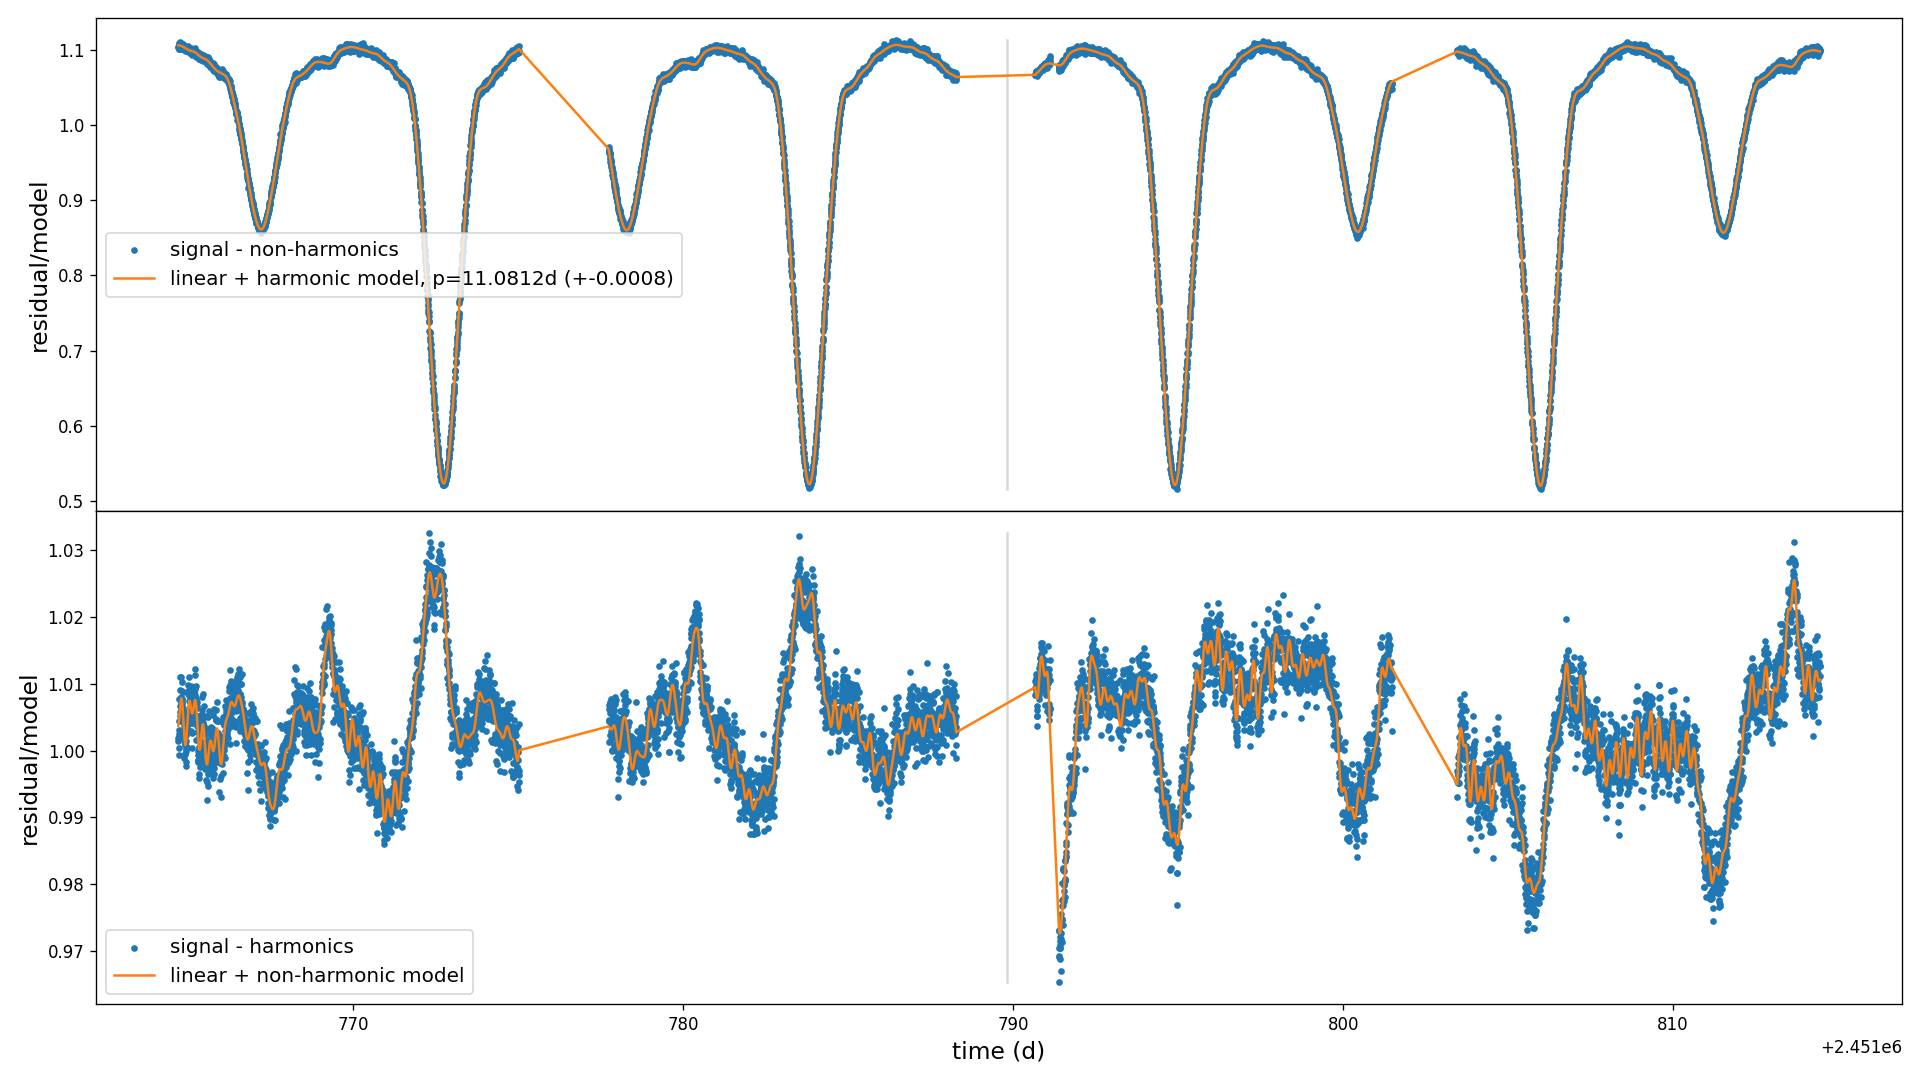 1.1
1.0
0.9
0.8
0.7
0.6
0.5
residual/model
signal - non-harmonics
linear + harmonic model, p=11.0812d (+-0.0008)
1.03
1.02
1.01
1.00
0.99
0.98
0.97
residual/model
signal - harmonics
linear + non-harmonic model
770
780
790
800
810
time (d)
+2.451e6